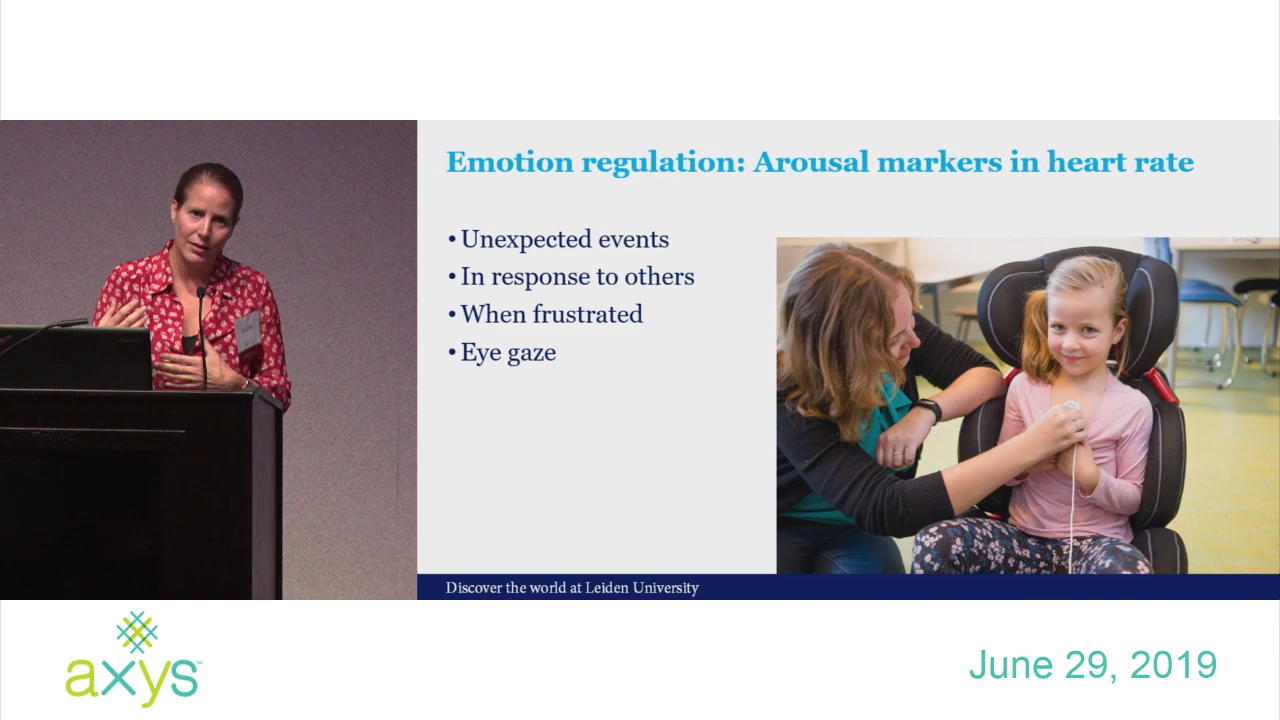 Emotion regulation: Arousal markers in heart rate
• Unexpected events
• In response to others
• When frustrated
• Eye gaze
Discover the world at Leiden University
axys
June 29, 2019